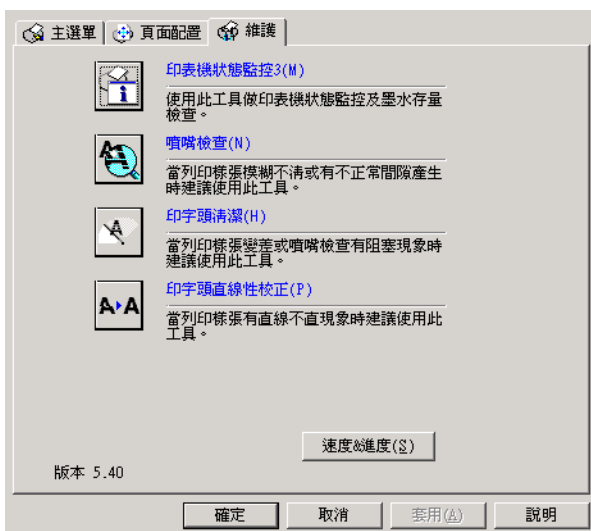 主選單 頁面配置 維護
印表機狀態監控3(M)
使用此工具做印表機狀態監控及墨水存量
檢查。
噴嘴檢查(N)
當列印樣張模糊不清或有不正常間隙產生
時建議使用此工具。
印字頭清潔(H)
當列印樣張變差或噴嘴檢查有阻塞現象時
建議使用此工具。
印字頭直線性校正(P)
當列印樣張有直線不直現象時建議使用此
工具。
速度&進度(S)
版本 5.40
確定 取消 套用(A) 說明